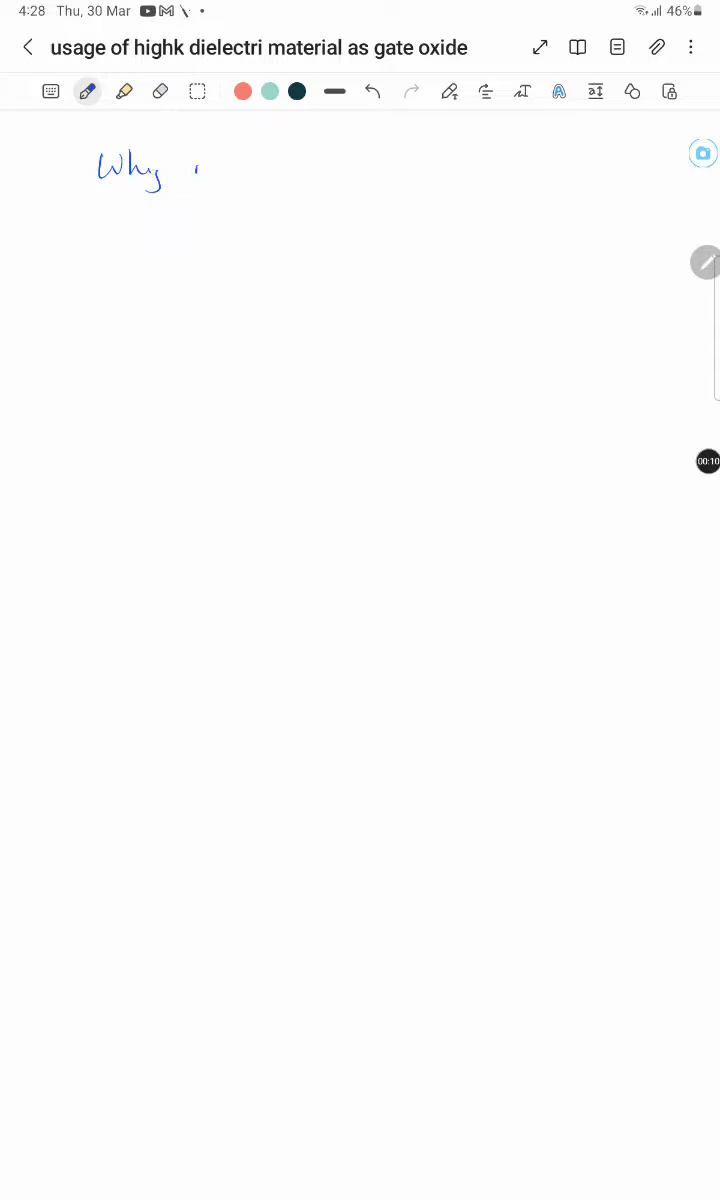 4:28 Thu, 30 Mar 46%
usage of highk dielectri material as gate oxide
Why
00:10